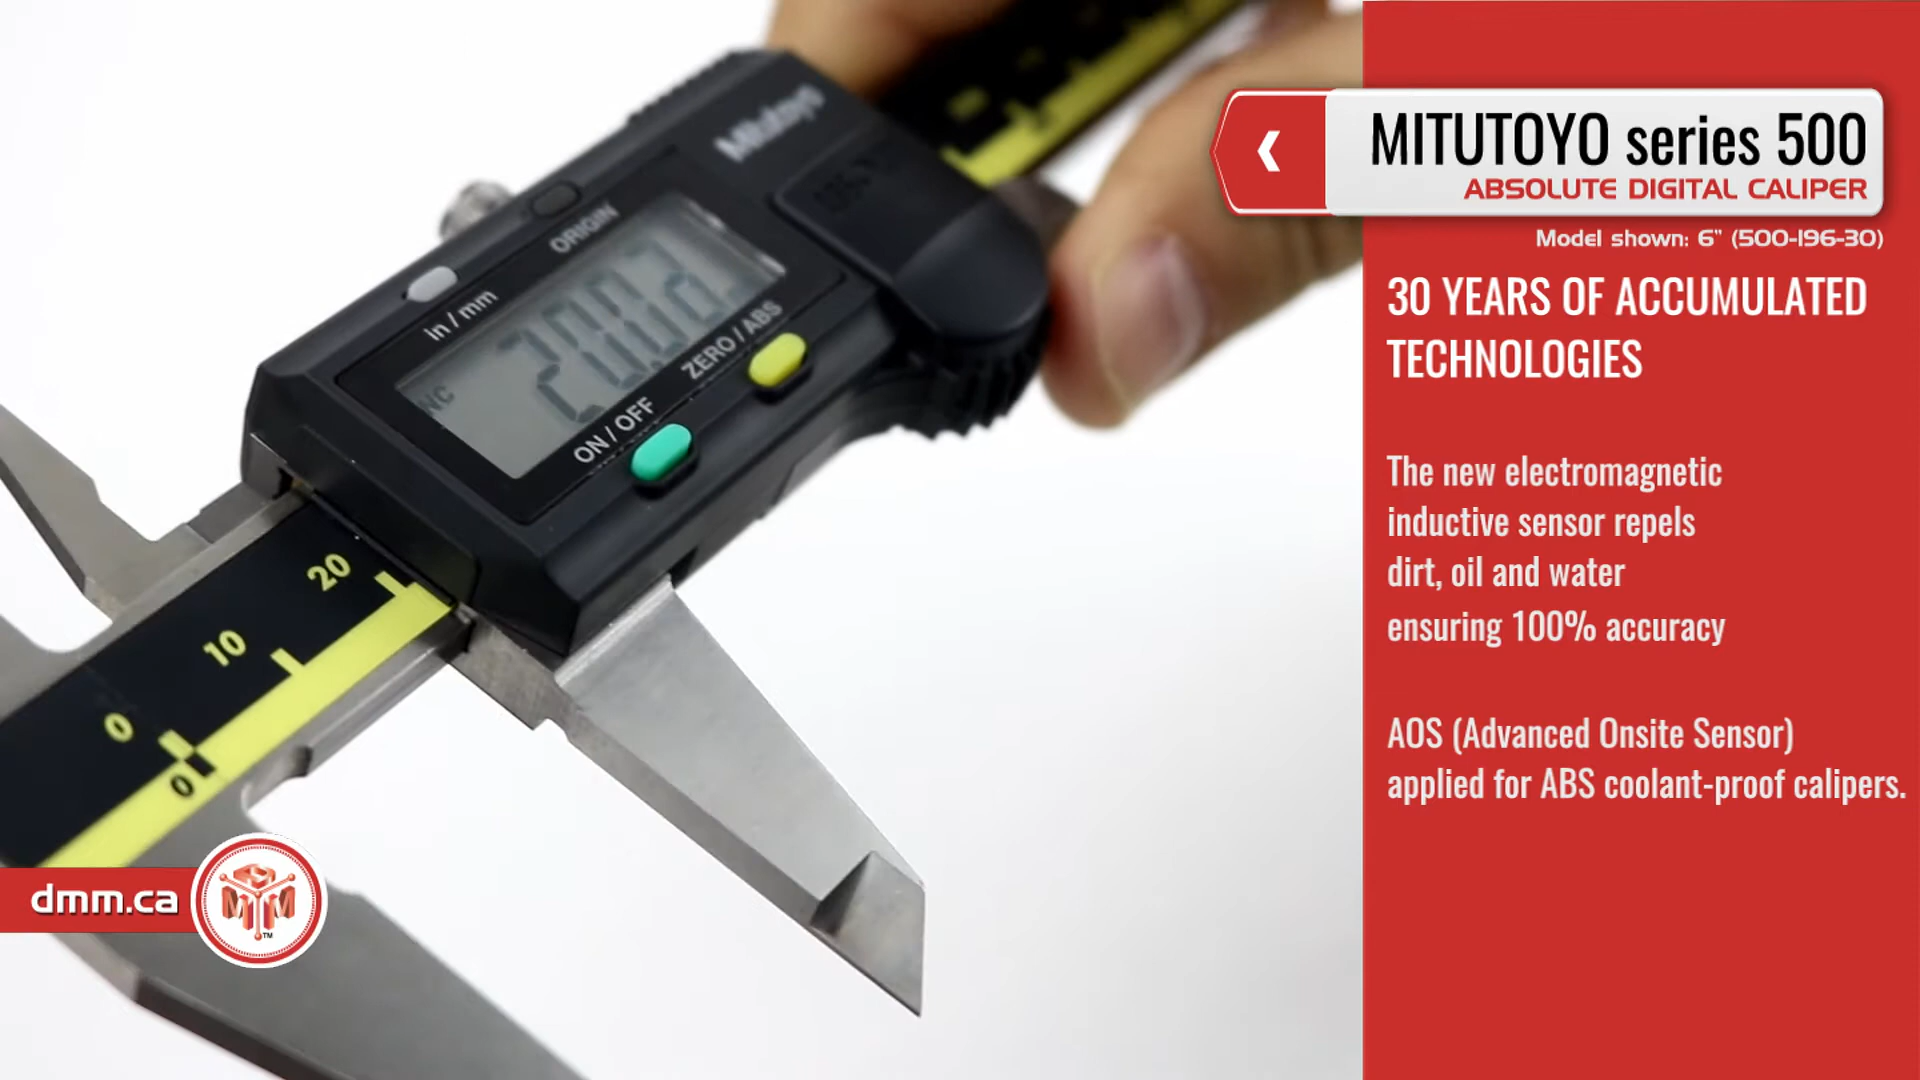 MITUTOYO series 500
ABSOLUTE DIGITAL CALIPER
Model shown: 6" (500-196-30)
30 YEARS OF ACCUMULATED
TECHNOLOGIES
The new electromagnetic
inductive sensor repels
dirt, oil and water
ensuring 100% accuracy
AOS (Advanced Onsite Sensor)
applied for ABS coolant-proof calipers.
Mitutoyo
ORIGIN
in / mm
ZERO / ABS
ON / OFF
20
10
0
0
dmm.ca
TM